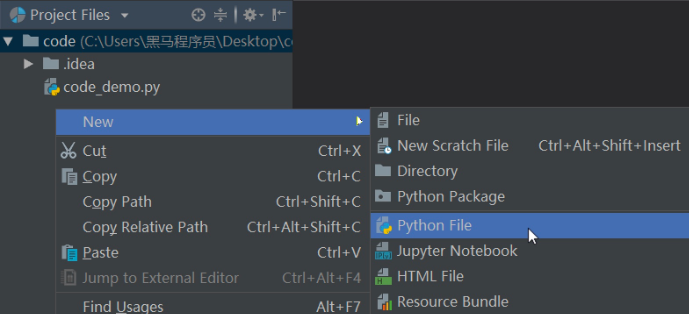 Project Files
code (C:\Users\黑马程序员\Desktop\co
.idea
code_demo.py
New
Cut Ctrl+X
Copy Ctrl+C
Copy Path Ctrl+Shift+C
Copy Relative Path Ctrl+Alt+Shift+C
Paste Ctrl+V
Jump to External Editor Ctrl+Alt+F4
Find Usages Alt+F7
File
New Scratch File Ctrl+Alt+Shift+Insert
Directory
Python Package
Python File
Jupyter Notebook
HTML File
Resource Bundle